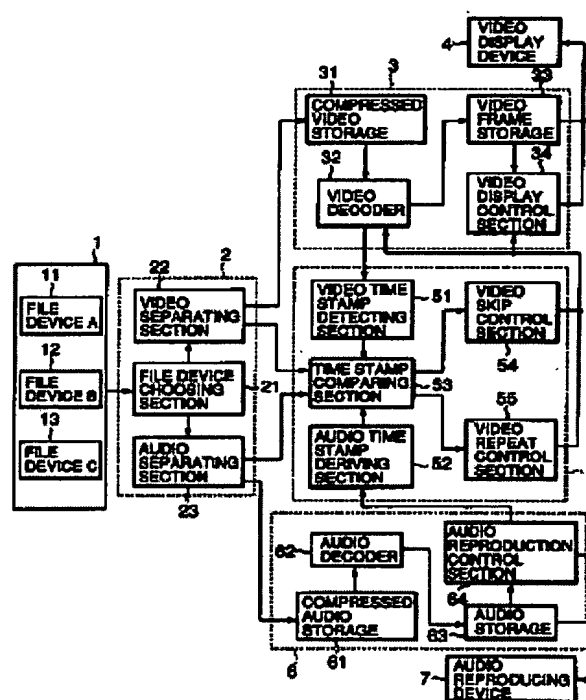 4
VIDEO
DISPLAY
DEVICE
31
3
33
COMPRESSED
VIDEO
STORAGE
VIDEO
FRAME
STORAGE
32
34
VIDEO
DECODER
VIDEO
DISPLAY
CONTROL
SECTION
1
11
FILE
DEVICE A
12
FILE
DEVICE B
13
FILE
DEVICE C
22
2
VIDEO
SEPARATING
SECTION
FILE DEVICE
CHOOSING
SECTION
21
AUDIO
SEPARATING
SECTION
23
VIDEO TIME
STAMP
DETECTING
SECTION
51
VIDEO
SKIP
CONTROL
SECTION
54
TIME STAMP
COMPARING
SECTION
53
55
AUDIO TIME
STAMP
DERIVING
SECTION
52
VIDEO
REPEAT
CONTROL
SECTION
62
AUDIO
DECODER
AUDIO
REPRODUCTION
CONTROL
SECTION
64
COMPRESSED
AUDIO
STORAGE
61
AUDIO
STORAGE
63
6
7
AUDIO
REPRODUCING
DEVICE